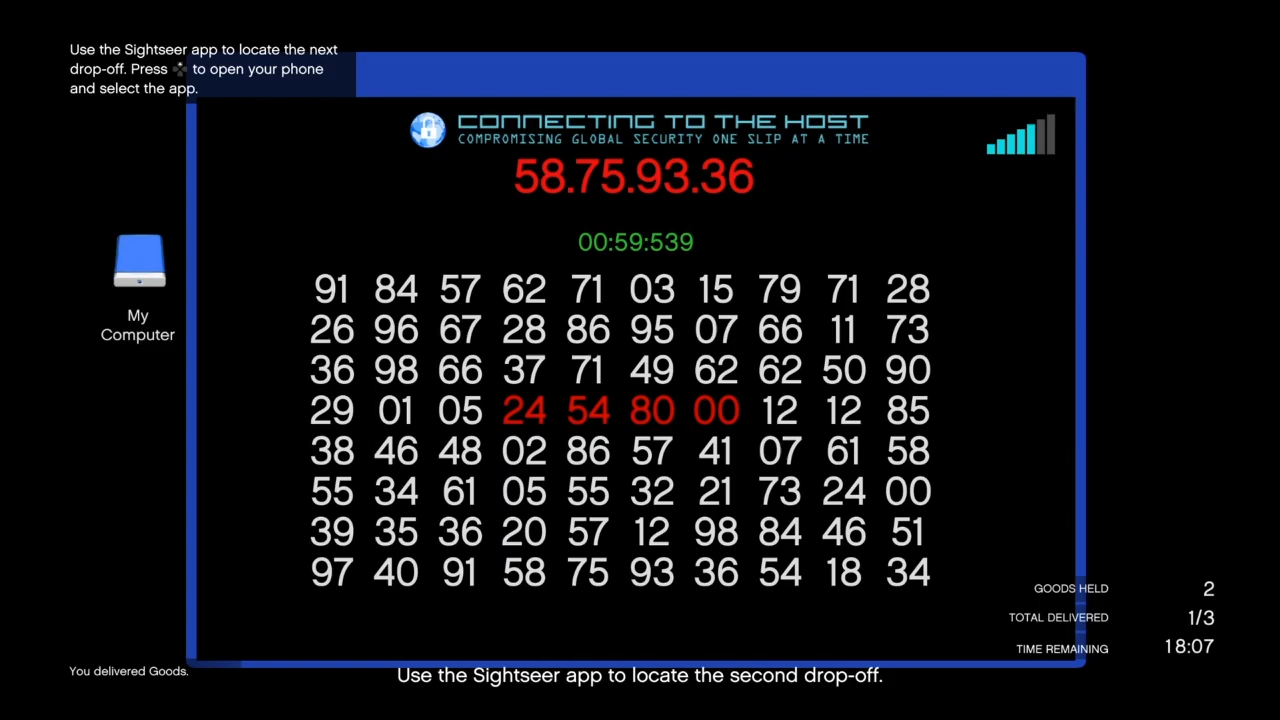 Use the Sightseer app to locate the next
drop-off. Press to open your phone
and select the app.
CONNECTING TO THE HOST
COMPROMISING GLOBAL SECURITY ONE SLIP AT A TIME
58.75.93.36
00:59:539
91 84 57 62 71 03 15 79 71 28
26 96 67 28 86 95 07 66 11 73
36 98 66 37 71 49 62 62 50 90
29 01 05 24 54 80 00 12 12 85
38 46 48 02 86 57 41 07 61 58
55 34 61 05 55 32 21 73 24 00
39 35 36 20 57 12 98 84 46 51
97 40 91 58 75 93 36 54 18 34
My
Computer
GOODS HELD 2
TOTAL DELIVERED 1/3
TIME REMAINING 18:07
You delivered Goods.
Use the Sightseer app to locate the second drop-off.